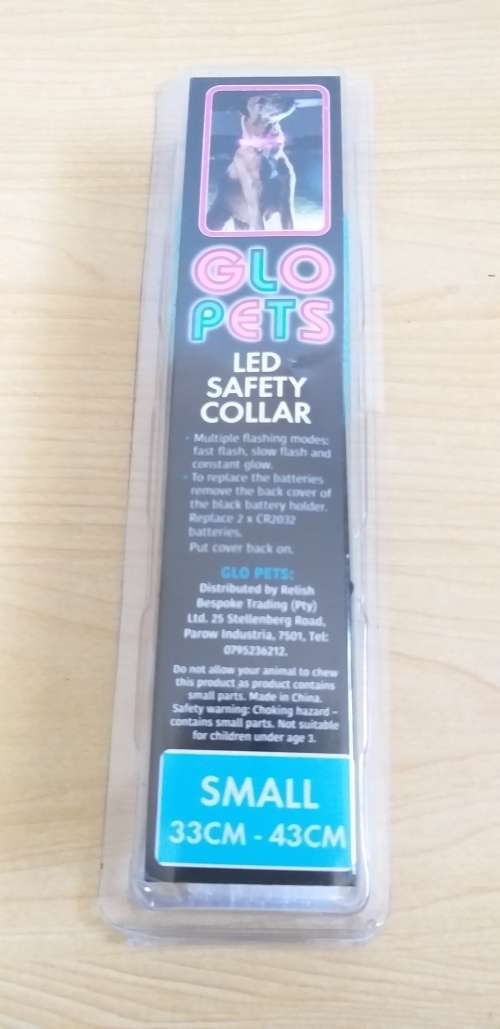 GLO
PETS
LED
SAFETY
COLLAR
• Multiple flashing modes:
fast flash, slow flash and
constant glow.
• To replace the batteries
remove the back cover of
the black battery holder.
Replace 2 x CR2032
batteries.
Put cover back on.
GLO PETS:
Distributed by Relish
Bespoke Trading (Pty)
Ltd. 25 Stellenberg Road,
Parow Industria, 7501, Tel:
0795236212.
Do not allow your animal to chew
this product as product contains
small parts. Made in China.
Safety warning: Choking hazard –
contains small parts. Not suitable
for children under age 3.
SMALL
33CM - 43CM